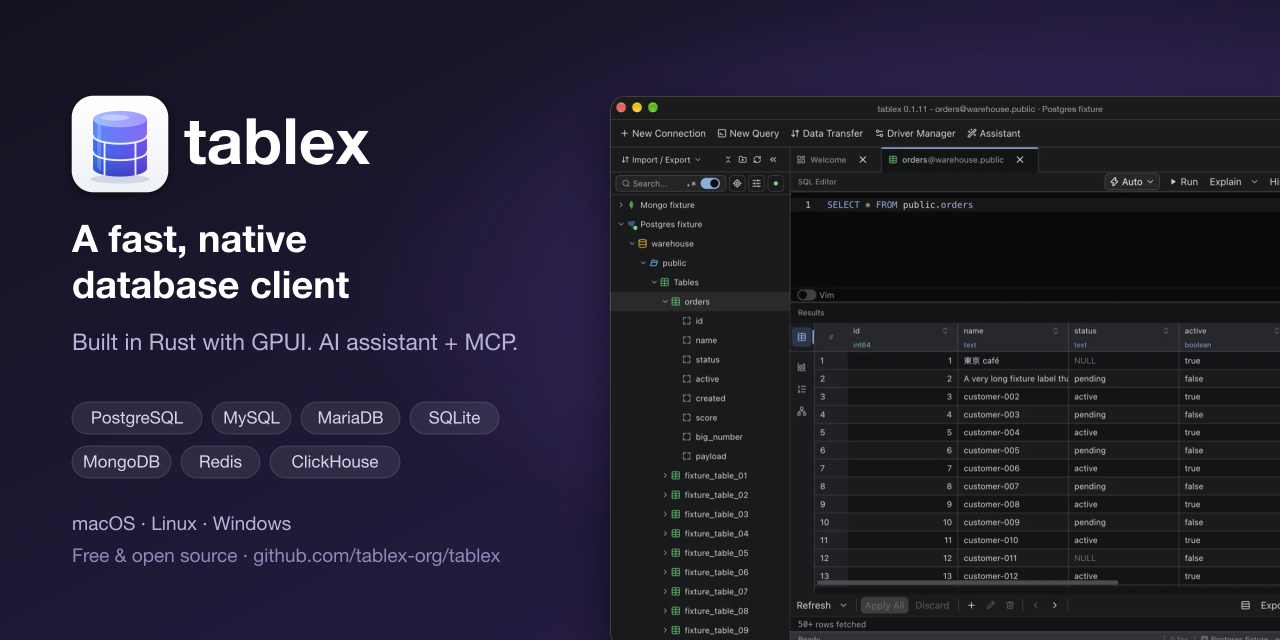 tablex
A fast, native
database client
Built in Rust with GPUI. AI assistant + MCP.
PostgreSQL MySQL MariaDB SQLite
MongoDB Redis ClickHouse
macOS · Linux · Windows
Free & open source · github.com/tablex-org/tablex
tablex 0.1.11 - orders@warehouse.public · Postgres fixture
New Connection New Query Data Transfer Driver Manager Assistant
Import / Export
Search... .*
Mongo fixture
Postgres fixture
warehouse
public
Tables
orders
id
name
status
active
created
score
big_number
payload
fixture_table_01
fixture_table_02
fixture_table_03
fixture_table_04
fixture_table_05
fixture_table_06
fixture_table_07
fixture_table_08
fixture_table_09
Welcome orders@warehouse.public
SQL Editor Auto Run Explain Hi
1 SELECT * FROM public.orders
Vim
Results
# id name status active
int64 text text boolean
1 1 東京 café NULL true
2 2 A very long fixture label tha pending false
3 3 customer-002 active true
4 4 customer-003 pending false
5 5 customer-004 active true
6 6 customer-005 pending false
7 7 customer-006 active true
8 8 customer-007 pending false
9 9 customer-008 active true
10 10 customer-009 pending false
11 11 customer-010 active true
12 12 customer-011 NULL false
13 13 customer-012 active true
Refresh Apply All Discard Expo
50+ rows fetched
Ready Postgres fixture